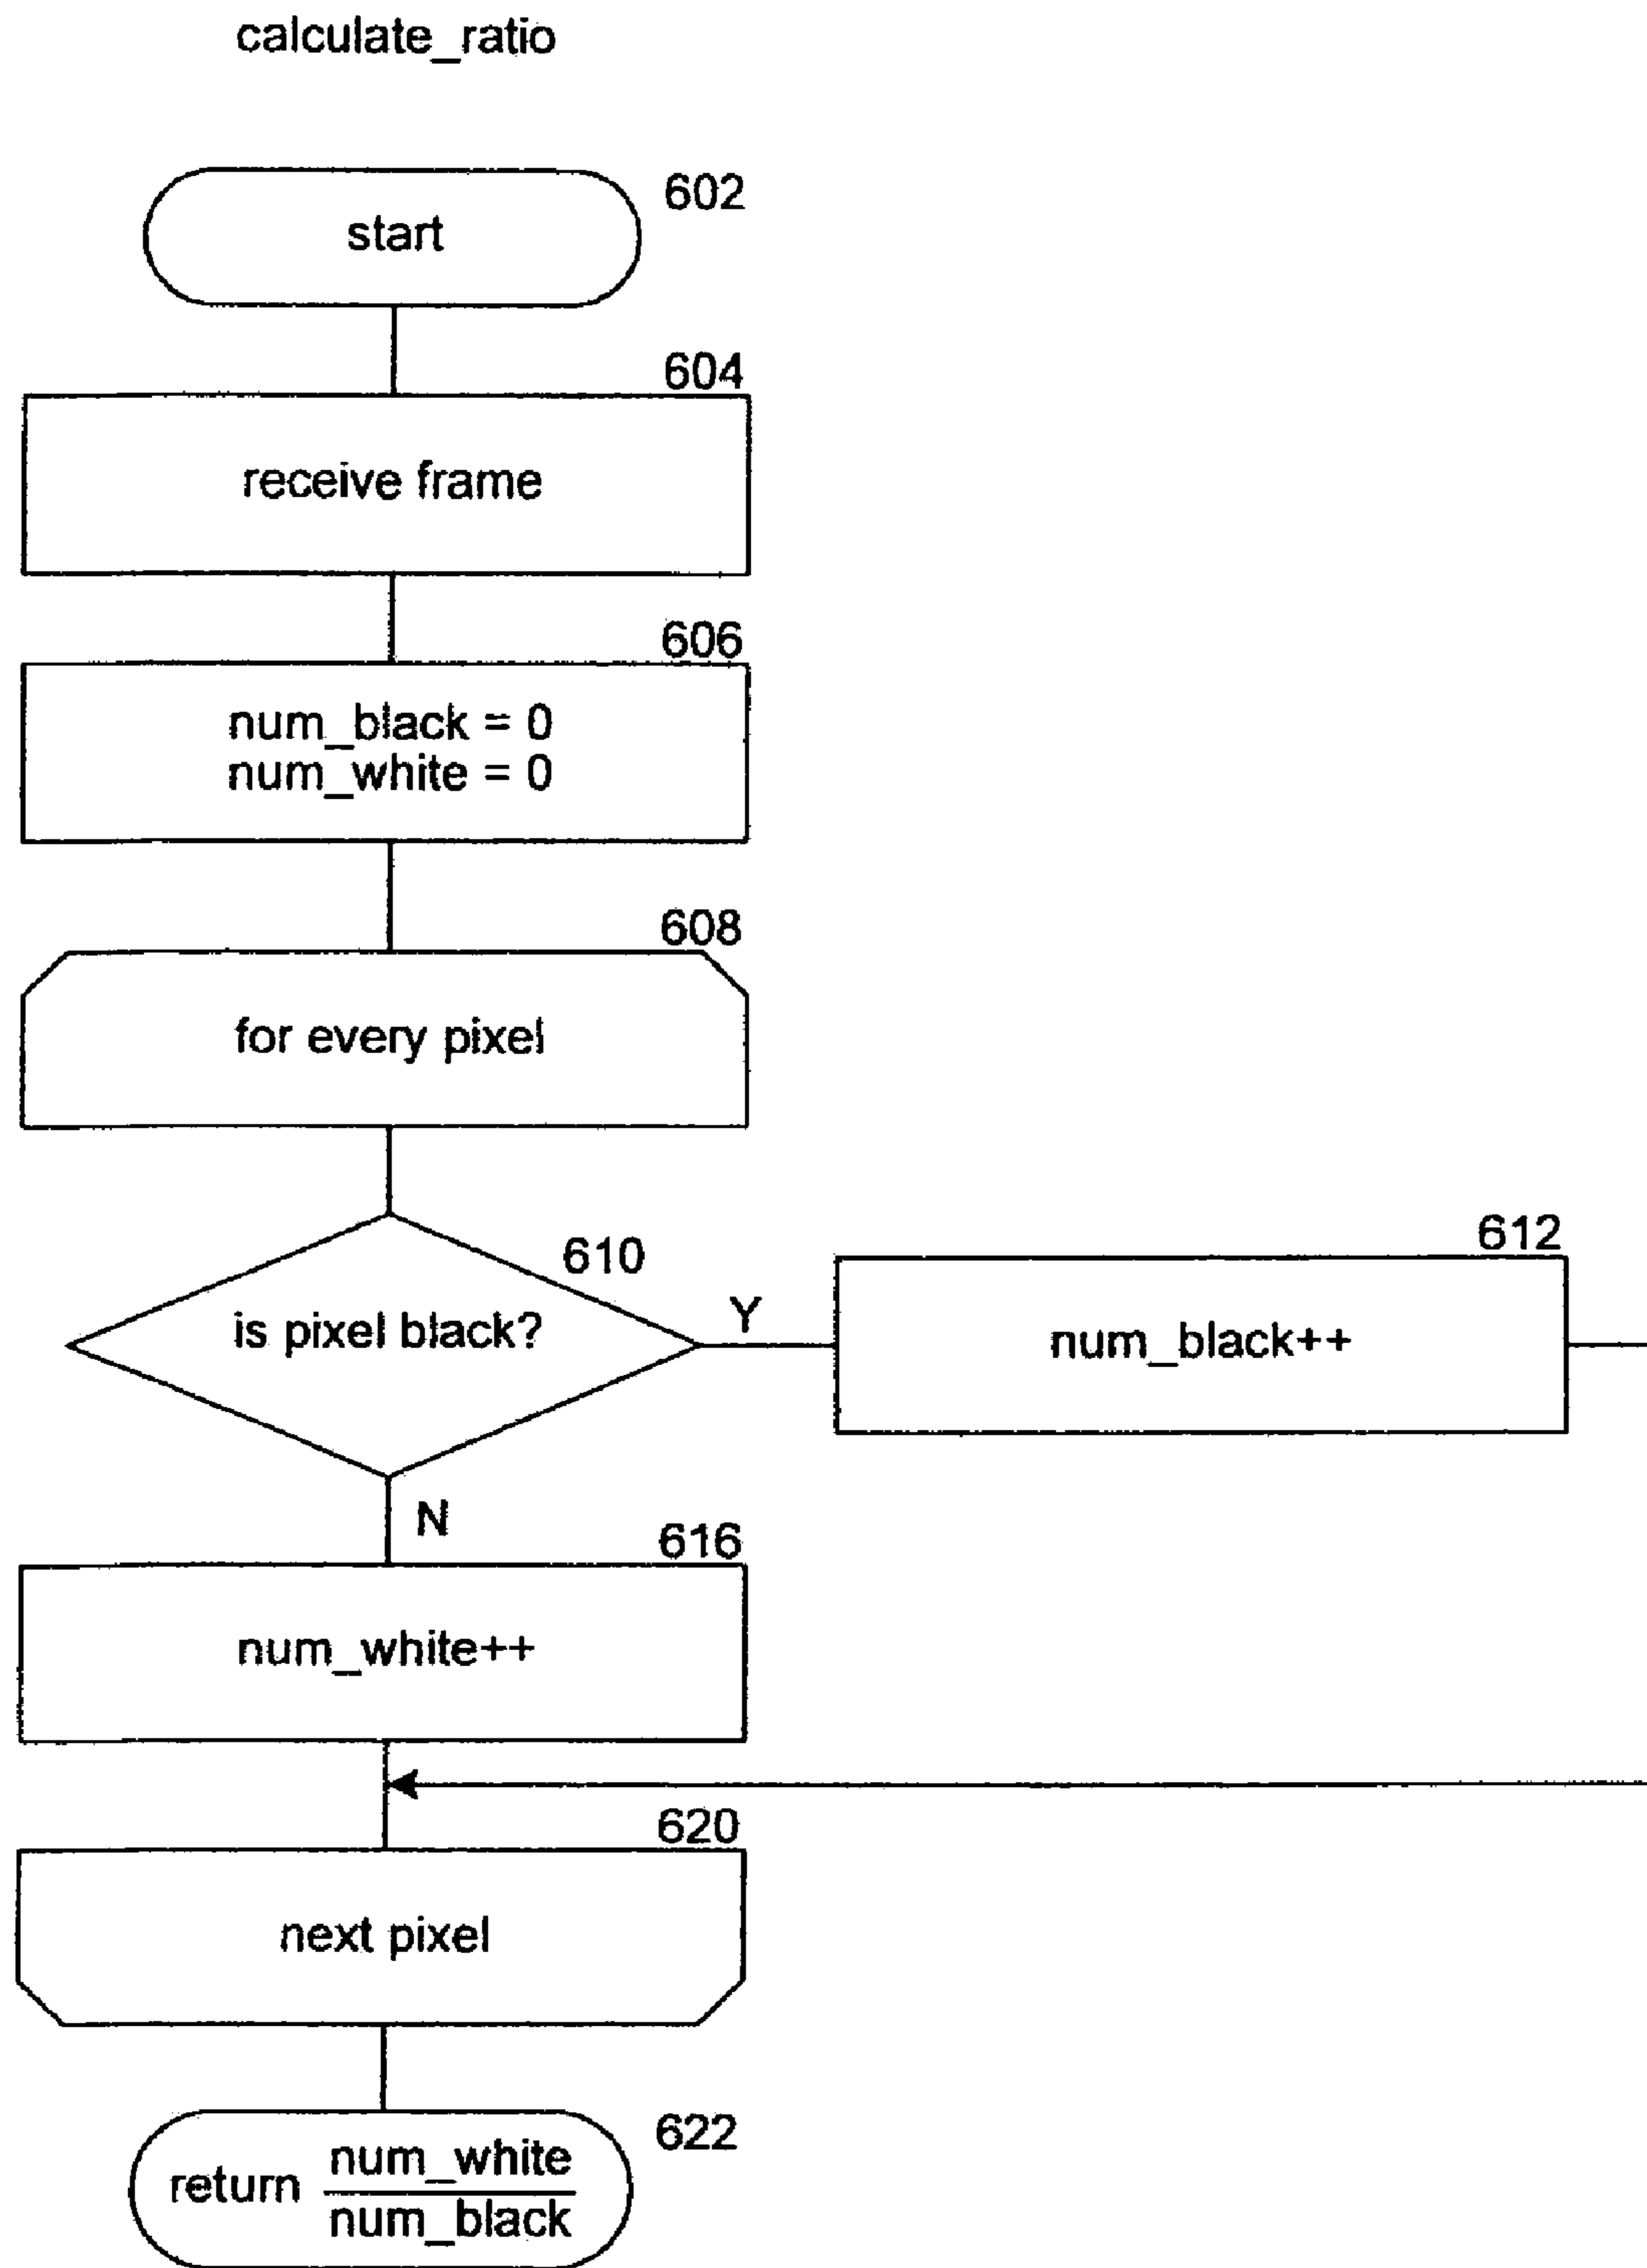 calculate_ratio
602
start
604
receive frame
606
num_black = 0
num_white = 0
608
for every pixel
610
is pixel black?
Y
612
num_black++
N
616
num_white++
620
next pixel
622
return num_white
num_black